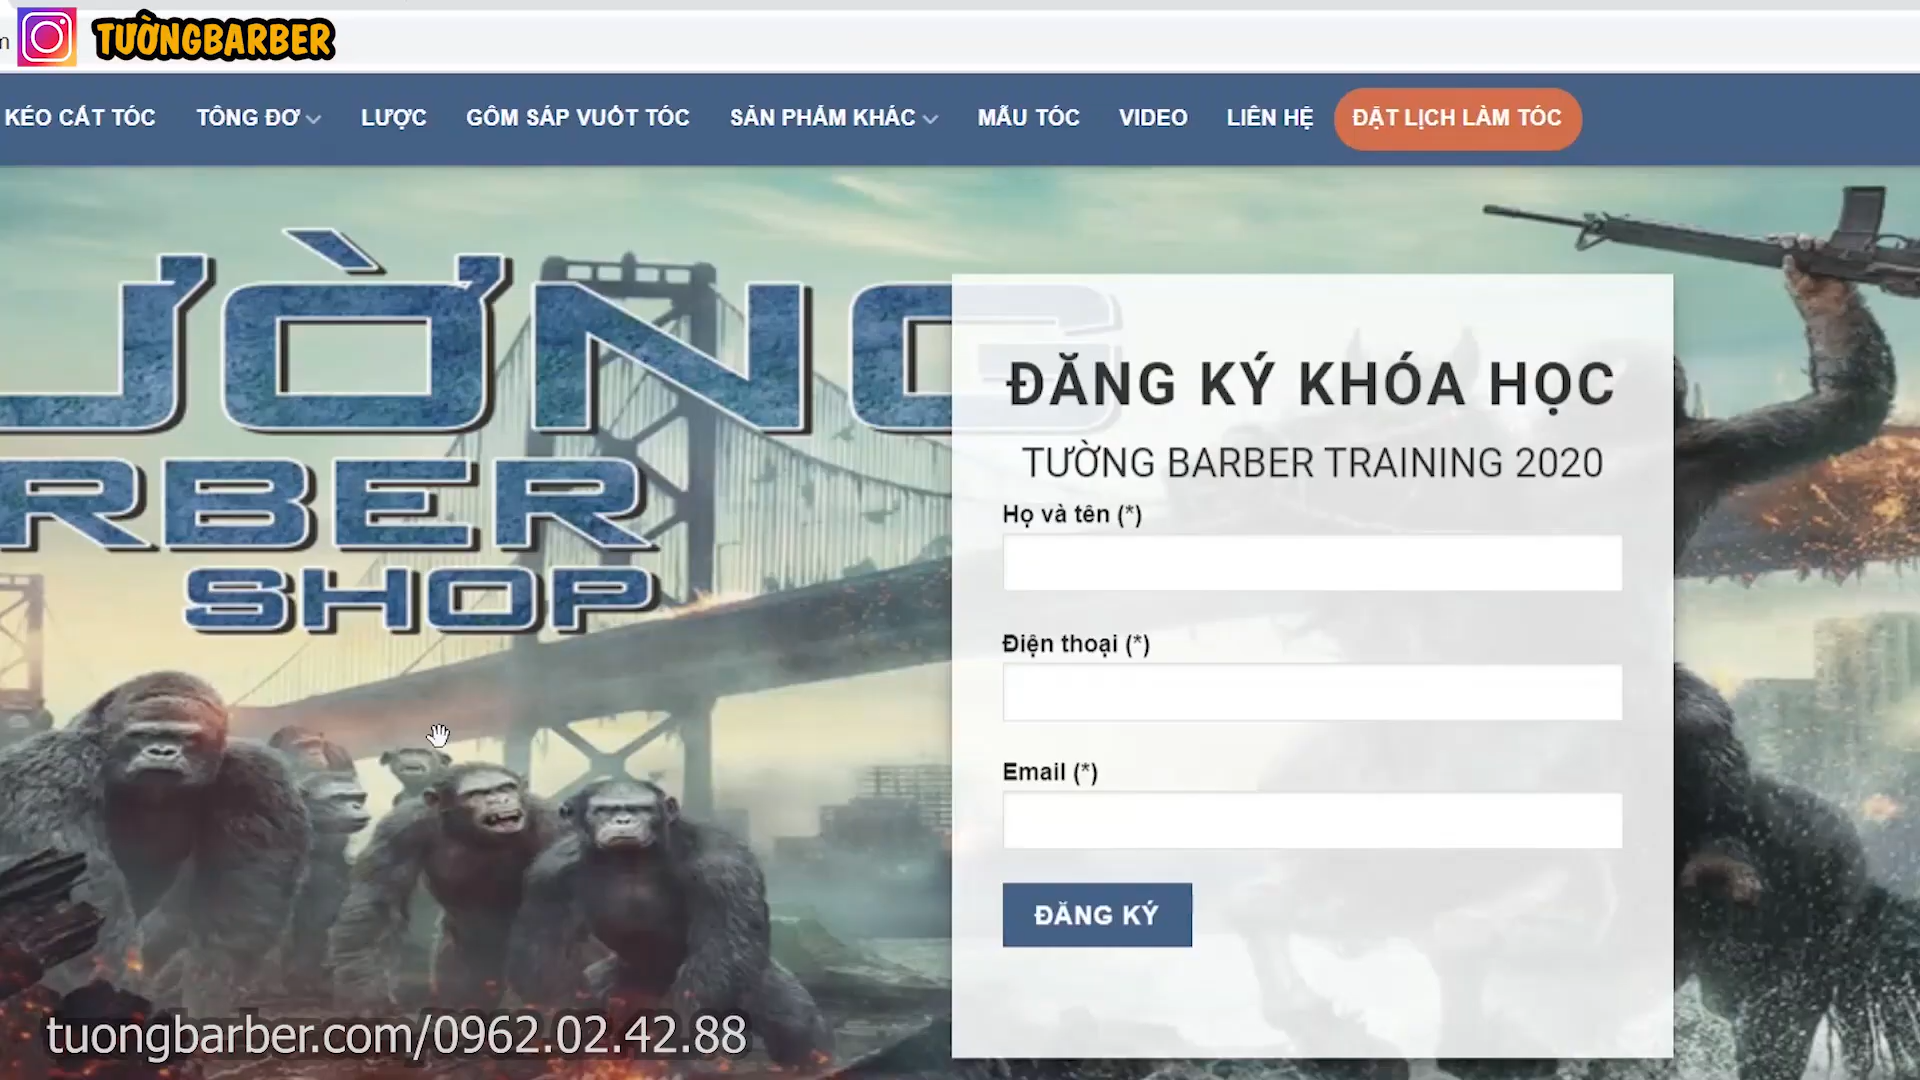 TƯỜNGBARBER
KÉO CẮT TÓC TÔNG ĐƠ LƯỢC GÔM SÁP VUỐT TÓC SẢN PHẨM KHÁC MẪU TÓC VIDEO LIÊN HỆ ĐẶT LỊCH LÀM TÓC
ƯỜNG
RBER
SHOP
ĐĂNG KÝ KHÓA HỌC
TƯỜNG BARBER TRAINING 2020
Họ và tên (*)
Điện thoại (*)
Email (*)
ĐĂNG KÝ
tuongbarber.com/0962.02.42.88